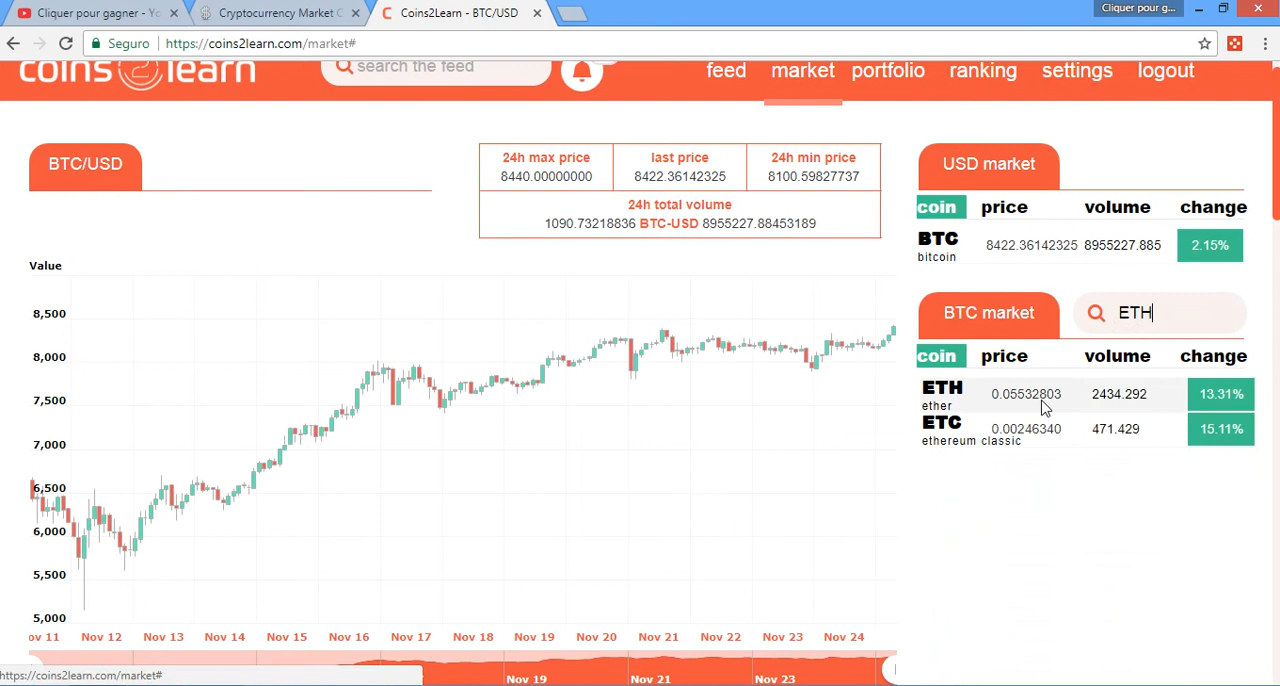 Cliquer pour gagner - Yo
Cryptocurrency Market C
Coins2Learn - BTC/USD
Cliquer pour g...
Seguro
https://coins2learn.com/market#
coins2learn
search the feed
feed
market
portfolio
ranking
settings
logout
BTC/USD
24h max price
last price
24h min price
8440.00000000
8422.36142325
8100.59827737
24h total volume
1090.73218836 BTC-USD 8955227.88453189
USD market
coin price volume change
BTC 8422.36142325 8955227.885 2.15%
bitcoin
BTC market
ETH
coin price volume change
ETH 0.05532803 2434.292 13.31%
ether
ETC 0.00246340 471.429 15.11%
ethereum classic
Value
8,500
8,000
7,500
7,000
6,500
6,000
5,500
5,000
ov 11 Nov 12 Nov 13 Nov 14 Nov 15 Nov 16 Nov 17 Nov 18 Nov 19 Nov 20 Nov 21 Nov 22 Nov 23 Nov 24
Nov 19 Nov 21 Nov 23
https://coins2learn.com/market#